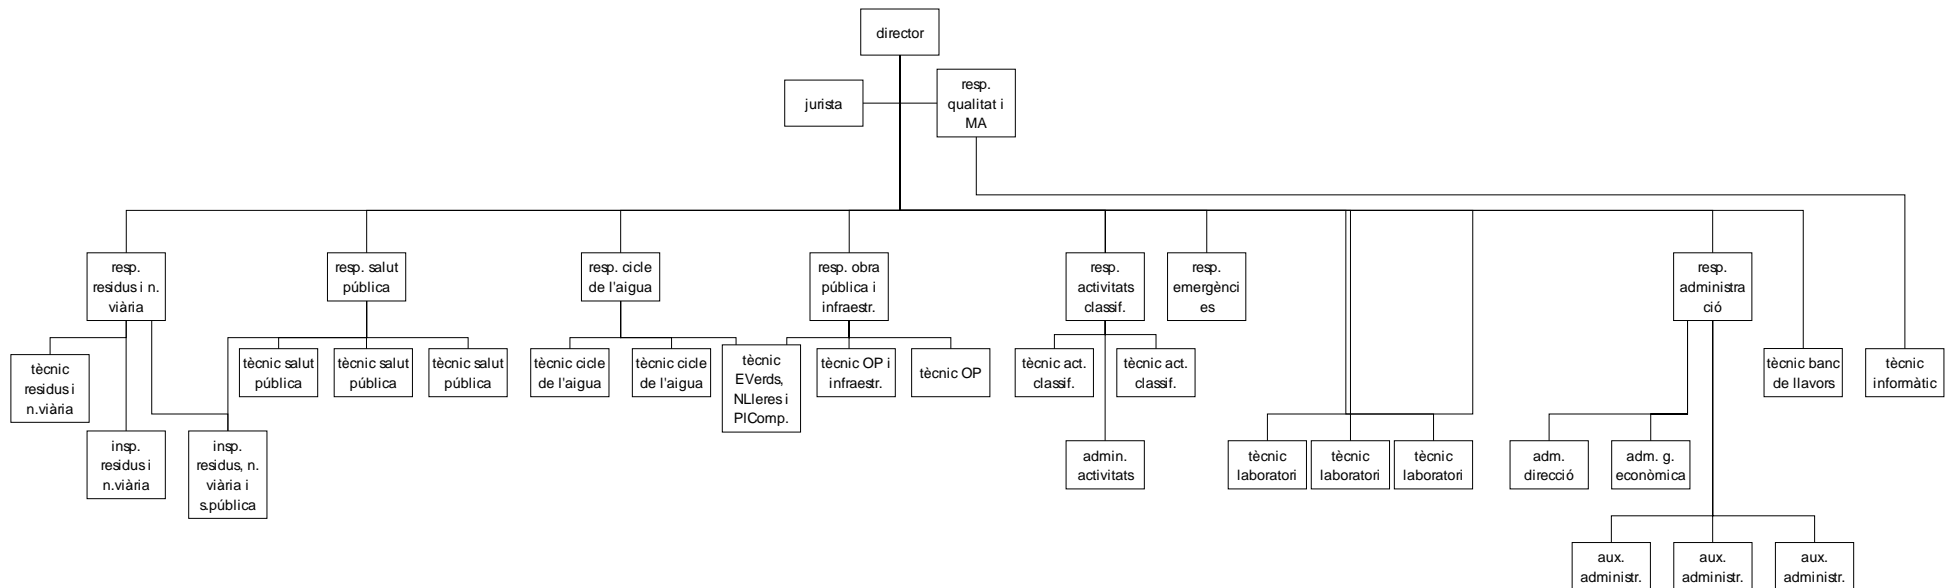 director
jurista
resp.
qualitat i
MA
resp.
residus i n.
viària
resp. salut
pública
resp. cicle
de l'aigua
resp. obra
pública i
infraestr.
resp.
activitats
classif.
resp.
emergènci
es
resp.
administra
ció
tècnic
residus i
n.viària
tècnic salut
pública
tècnic salut
pública
tècnic salut
pública
tècnic cicle
de l'aigua
tècnic cicle
de l'aigua
tècnic
EVerds,
NLleres i
PlComp.
tècnic OP i
infraestr.
tècnic OP
tècnic act.
classif.
tècnic act.
classif.
tècnic banc
de llavors
tècnic
informàtic
insp.
residus i
n.viària
insp.
residus, n.
viària i
s.pública
admin.
activitats
tècnic
laboratori
tècnic
laboratori
tècnic
laboratori
adm.
direcció
adm. g.
econòmica
aux.
administr.
aux.
administr.
aux.
administr.